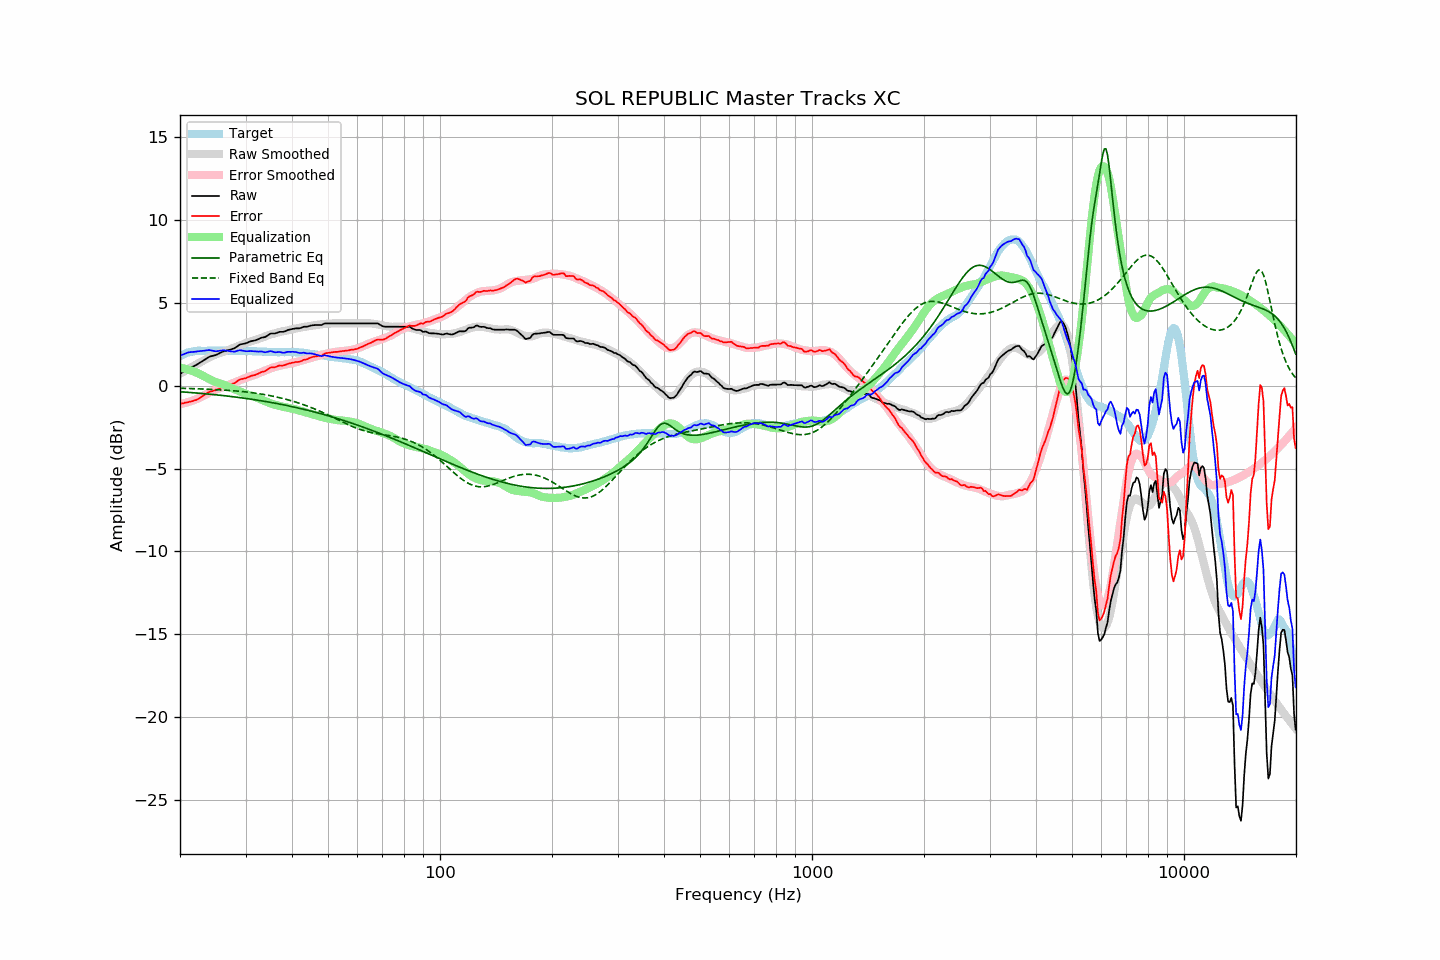 SOL REPUBLIC Master Tracks XC
Target
Raw Smoothed
Error Smoothed
Raw
Error
Equalization
Parametric Eq
Fixed Band Eq
Equalized
15
10
5
0
−5
−10
−15
−20
−25
Amplitude (dBr)
100
1000
10000
Frequency (Hz)